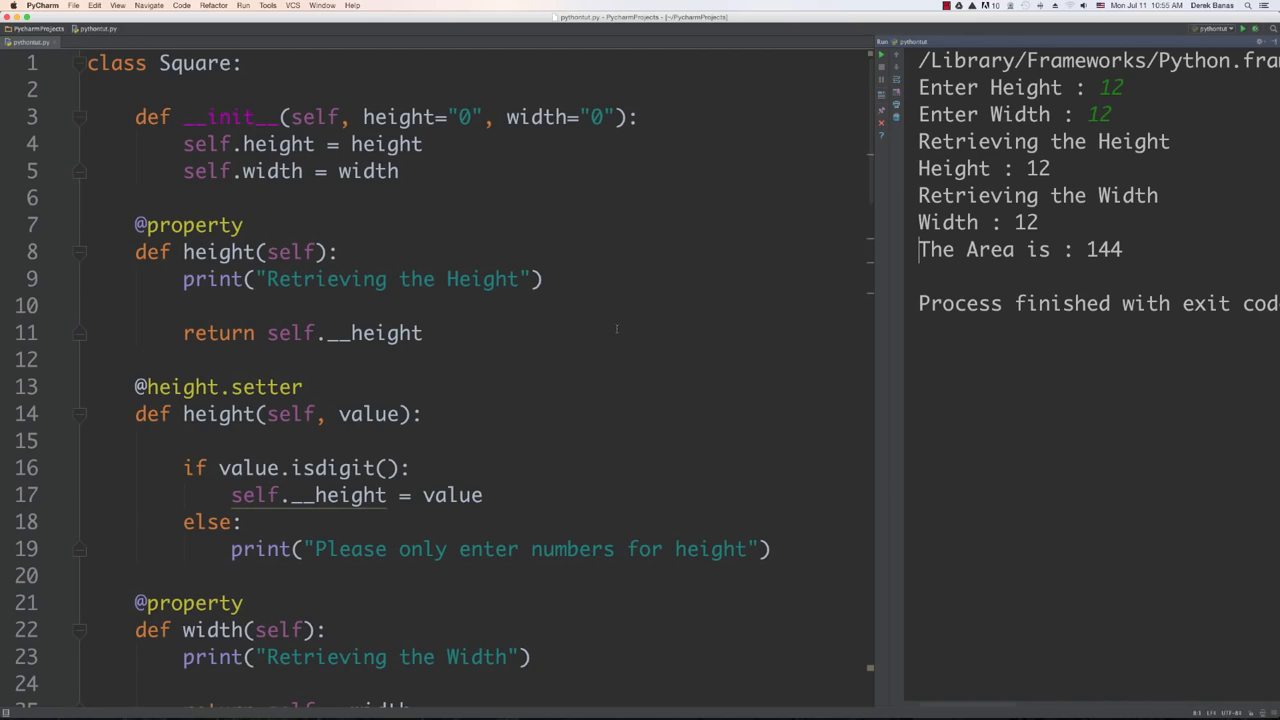 PyCharm File Edit View Navigate Code Refactor Run Tools VCS Window Help
10 Mon Jul 11 10:55 AM Derek Banas
pythontut.py - PycharmProjects - [~/PycharmProjects]
PycharmProjects pythontut.py
pythontut
pythontut.py
Run pythontut
1 class Square:
2
3 def __init__(self, height="0", width="0"):
4 self.height = height
5 self.width = width
6
7 @property
8 def height(self):
9 print("Retrieving the Height")
10
11 return self.__height
12
13 @height.setter
14 def height(self, value):
15
16 if value.isdigit():
17 self.__height = value
18 else:
19 print("Please only enter numbers for height")
20
21 @property
22 def width(self):
23 print("Retrieving the Width")
24
/Library/Frameworks/Python.fra
Enter Height : 12
Enter Width : 12
Retrieving the Height
Height : 12
Retrieving the Width
Width : 12
The Area is : 144
Process finished with exit cod
8:1 LF÷ UTF-8÷